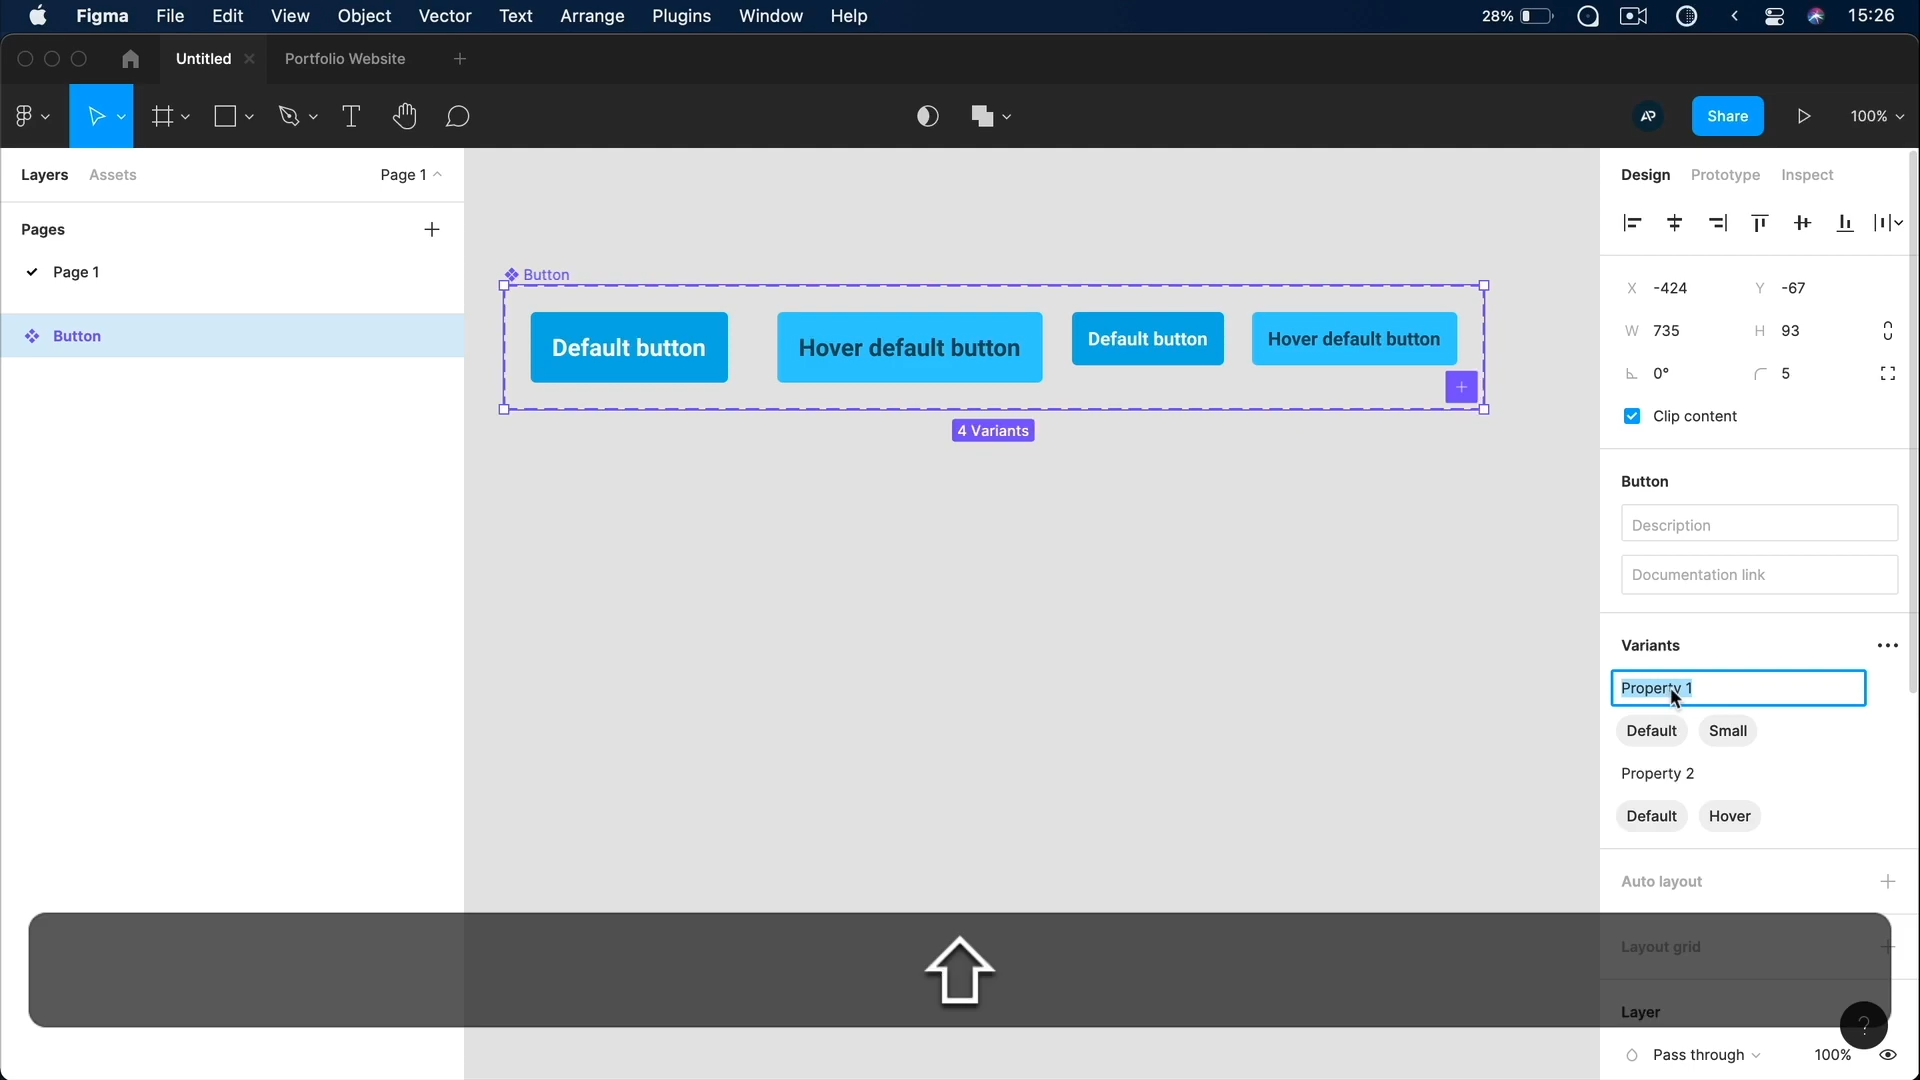 Figma File Edit View Object Vector Text Arrange Plugins Window Help 28% 15:26
Untitled Portfolio Website
AP Share 100%
Layers Assets Page 1
Pages
Page 1
Button
Button
Default button Hover default button Default button Hover default button
4 Variants
Design Prototype Inspect
X -424 Y -67
W 735 H 93
0° 5
Clip content
Button
Description
Documentation link
Variants
Property 1
Default Small
Property 2
Default Hover
Auto layout
Layout grid
Layer
?
Pass through 100%